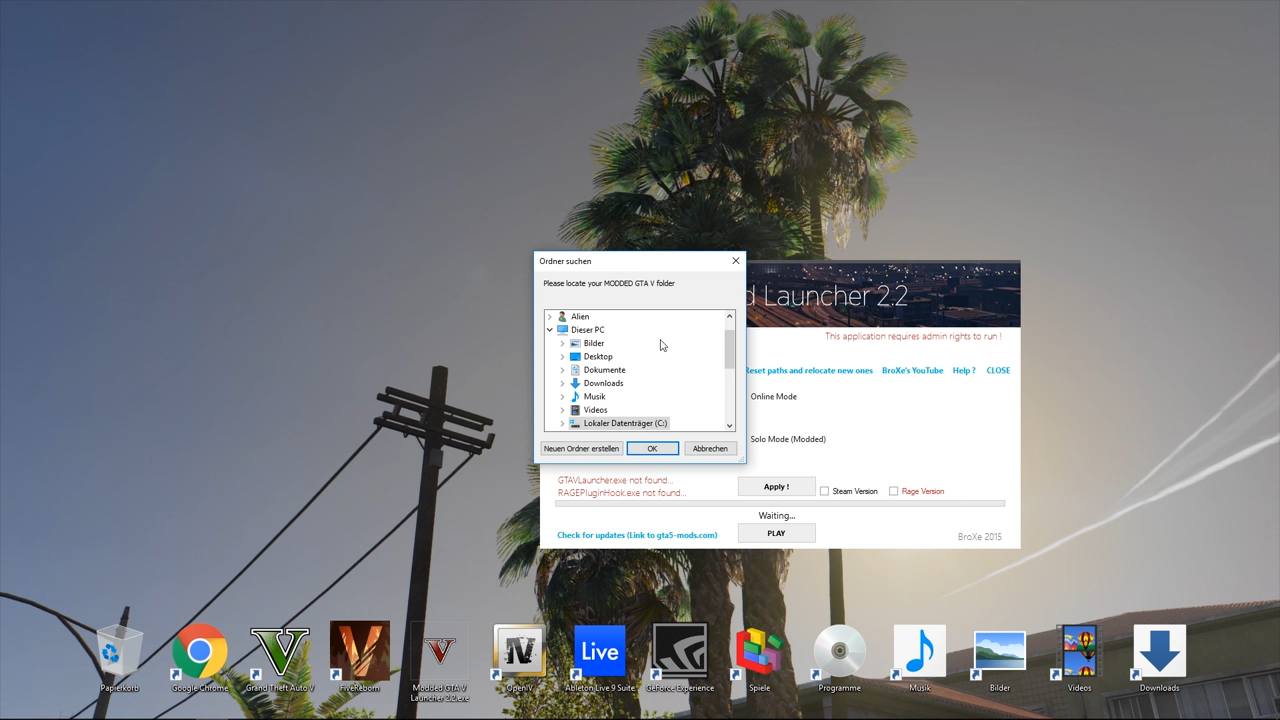 Ordner suchen
Please locate your MODDED GTA V folder
Alien
Dieser PC
Bilder
Desktop
Dokumente
Downloads
Musik
Videos
Lokaler Datenträger (C:)
Neuen Ordner erstellen
OK
Abbrechen
d Launcher 2.2
This application requires admin rights to run !
Reset paths and relocate new ones
BroXe's YouTube
Help ?
CLOSE
Online Mode
Solo Mode (Modded)
GTAVLauncher.exe not found...
RAGEPluginHook.exe not found...
Apply !
Steam Version
Rage Version
Waiting...
Check for updates (Link to gta5-mods.com)
PLAY
BroXe 2015
Live
Papierkorb
Google Chrome
Grand Theft Auto V
FiveReborn
Modded GTA V
Launcher 2.2.exe
OpenIV
Ableton Live 9 Suite
GeForce Experience
Spiele
Programme
Musik
Bilder
Videos
Downloads